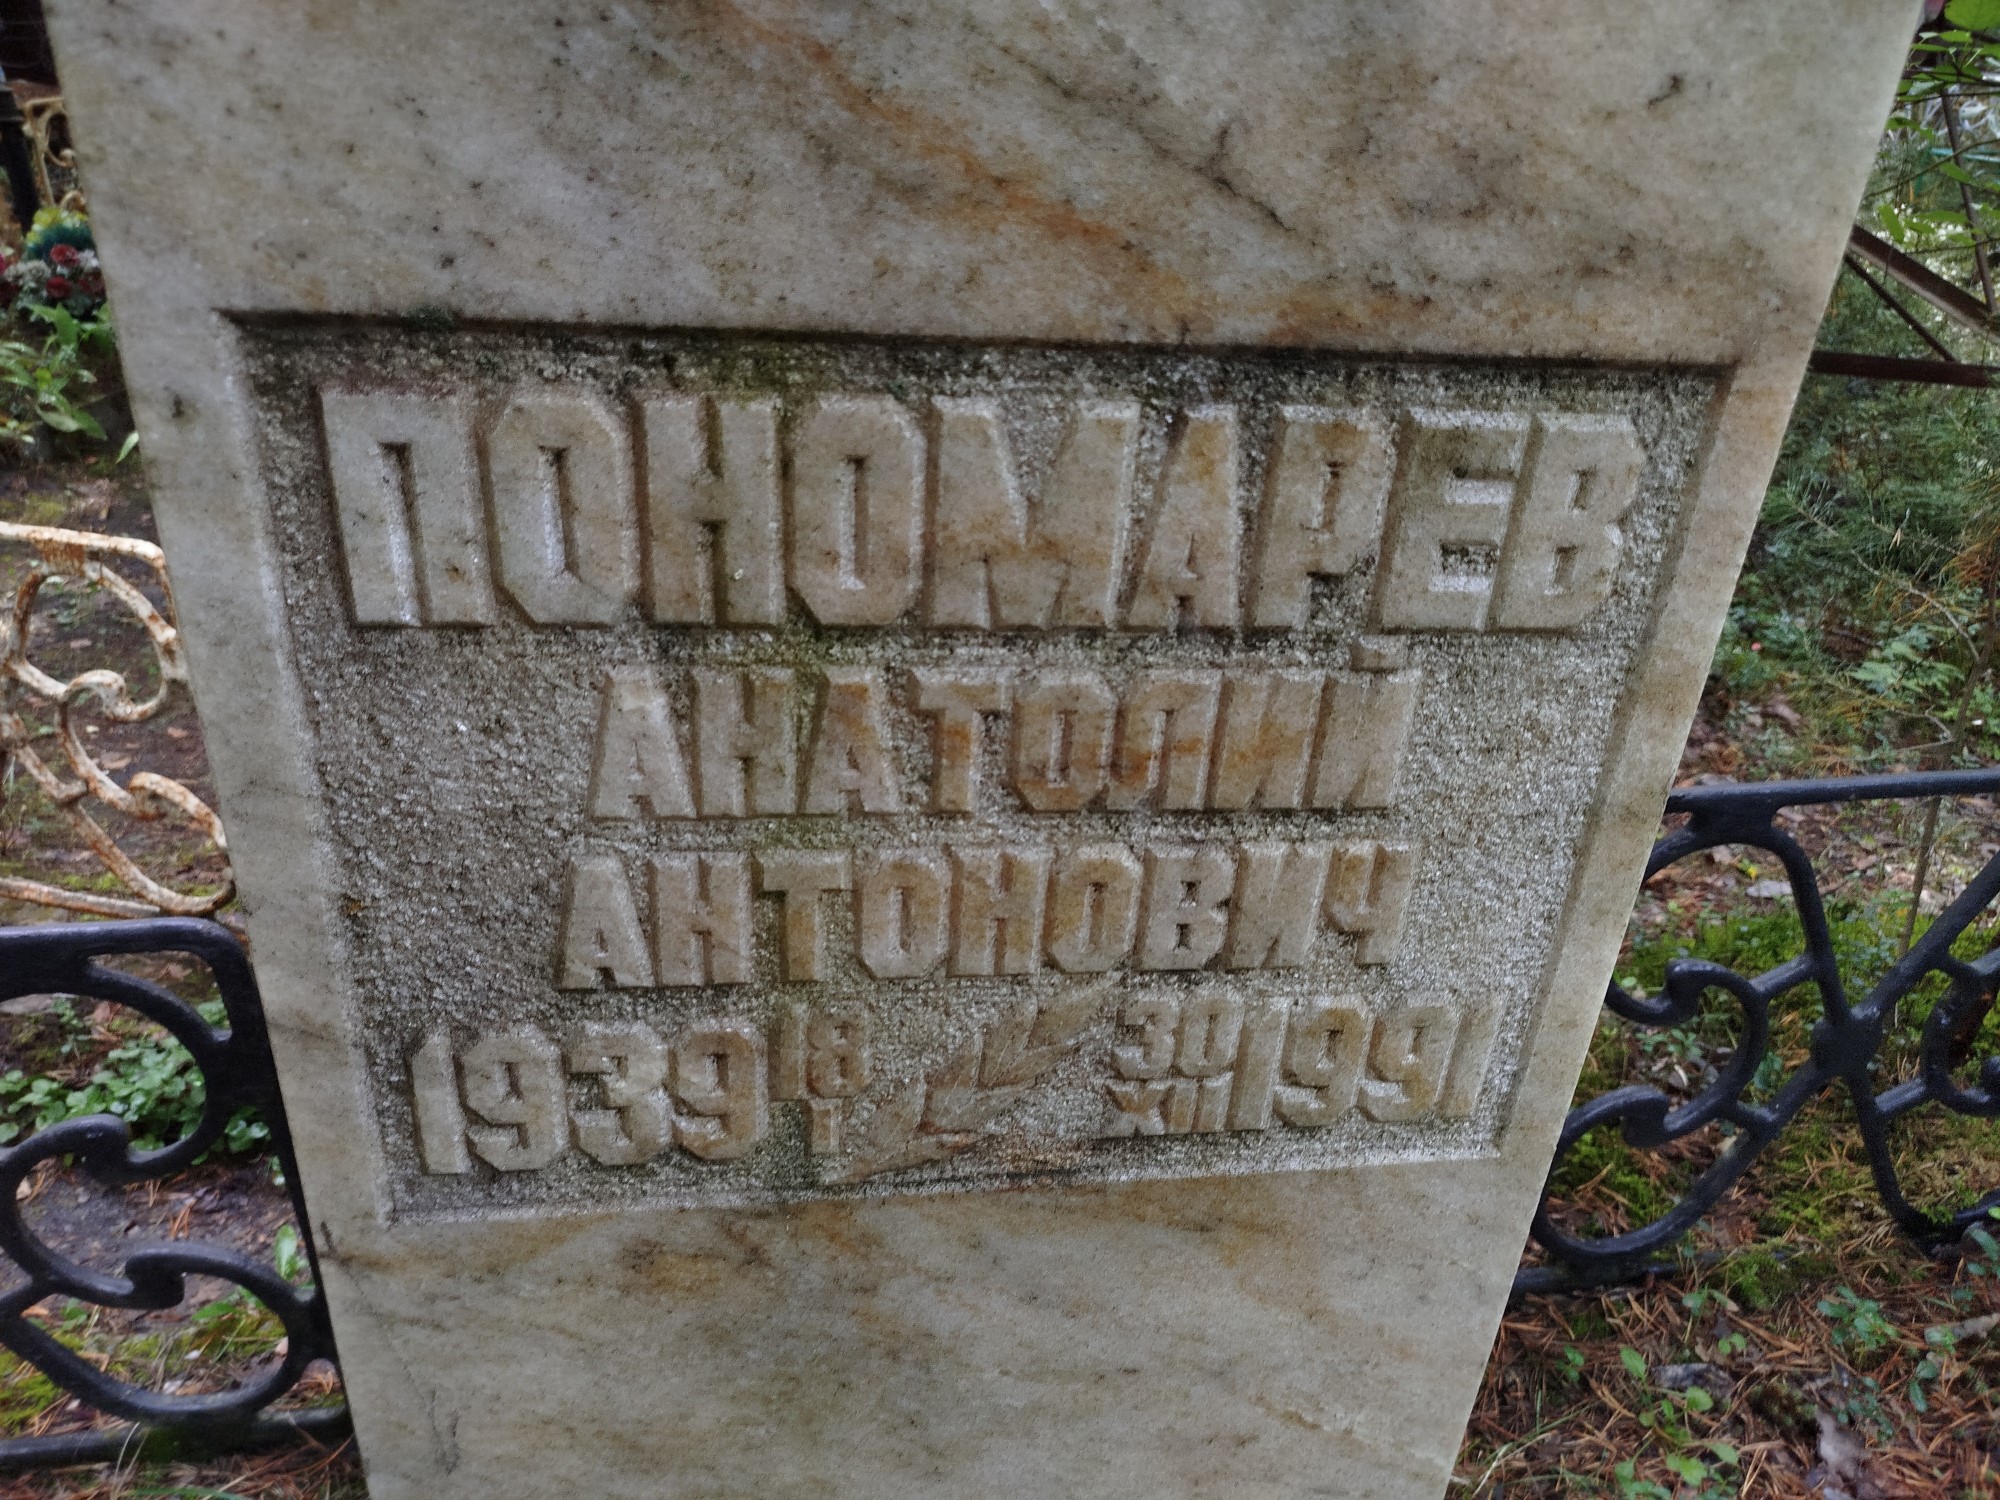 ПОНОМАРЕВ
АНАТОЛИЙ
АНТОНОВИЧ
1939 18/I 30/XII 1991